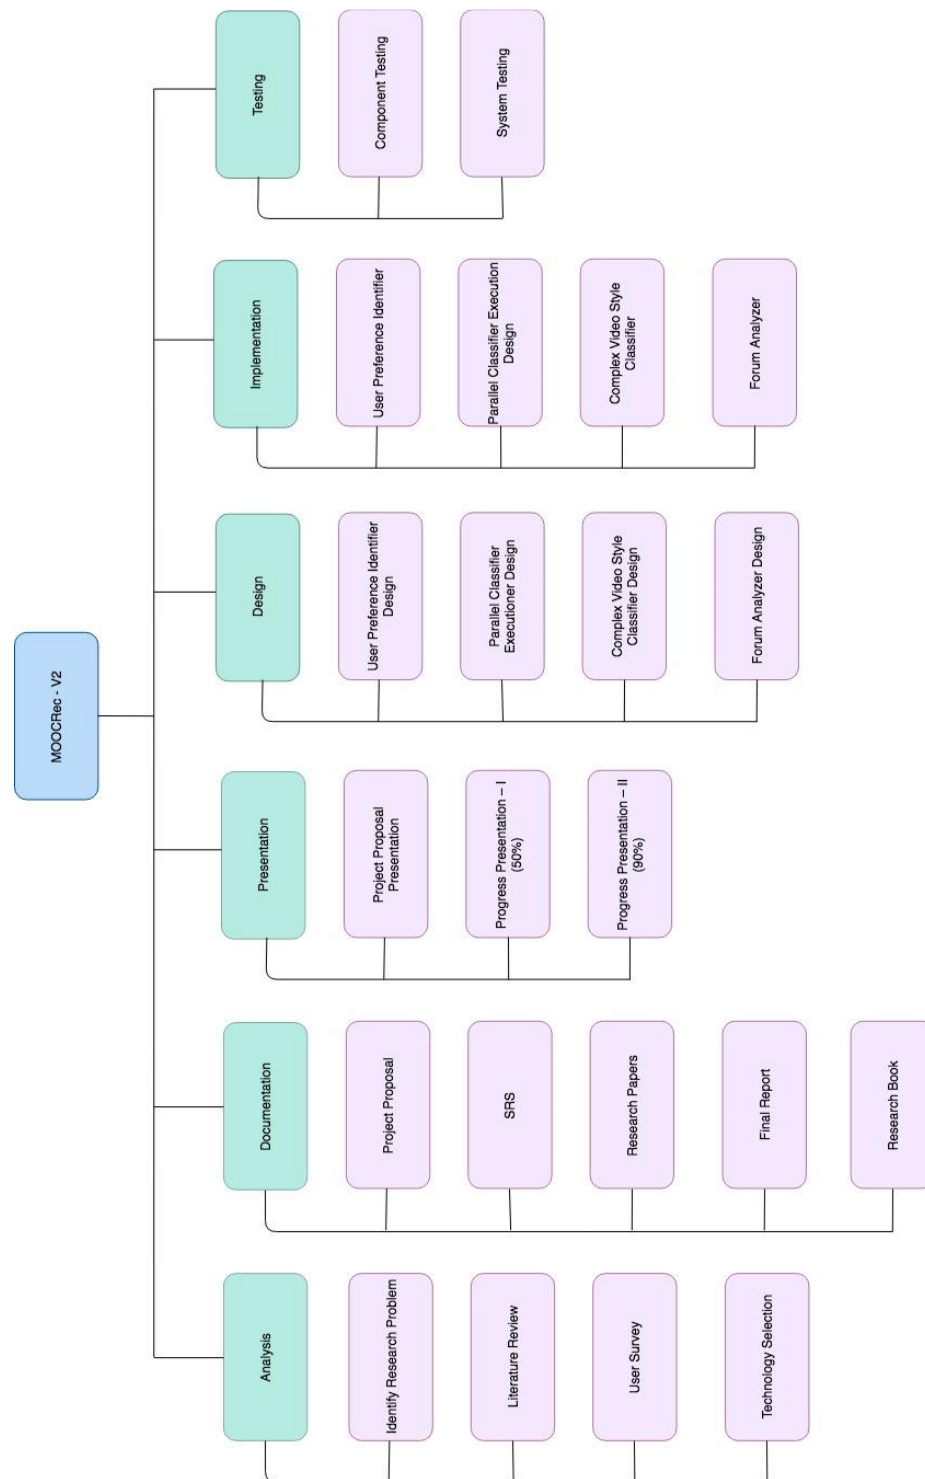 MOOCRec - V2
Analysis
Identify Research Problem
Literature Review
User Survey
Technology Selection
Documentation
Project Proposal
SRS
Research Papers
Final Report
Research Book
Presentation
Project Proposal
Presentation
Progress Presentation – I
(50%)
Progress Presentation – II
(90%)
Design
User Preference Identifier
Design
Parallel Classifier
Executioner Design
Complex Video Style
Classifier Design
Forum Analyzer Design
Implementation
User Preference Identifier
Parallel Classifier Execution
Design
Complex Video Style
Classifier
Forum Analyzer
Testing
Component Testing
System Testing